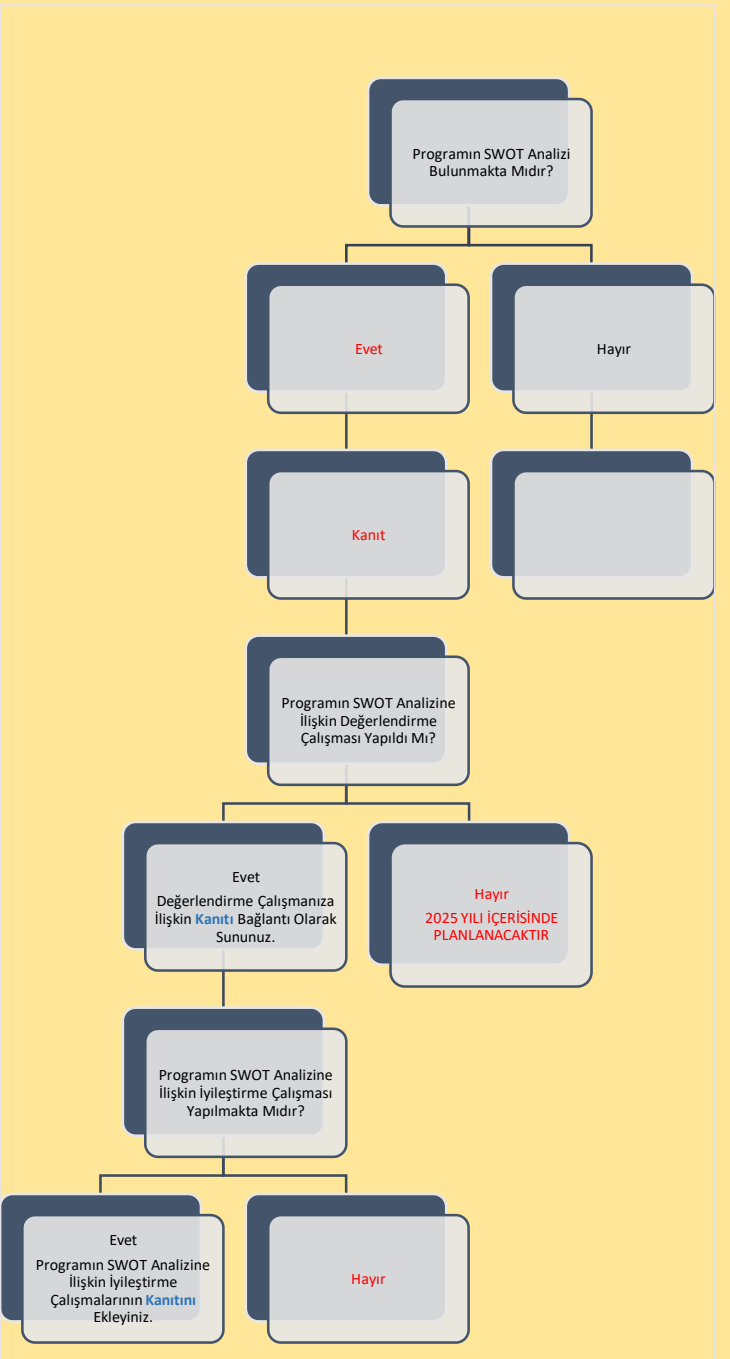 Programın SWOT Analizi
Bulunmakta Mıdır?
Evet
Hayır
Kanıt
Programın SWOT Analizine
İlişkin Değerlendirme
Çalışması Yapıldı Mı?
Evet
Değerlendirme Çalışmanıza
İlişkin Kanıtı Bağlantı Olarak
Sununuz.
Hayır
2025 YILI İÇERİSİNDE
PLANLANACAKTIR
Programın SWOT Analizine
İlişkin İyileştirme Çalışması
Yapılmakta Mıdır?
Evet
Programın SWOT Analizine
İlişkin İyileştirme
Çalışmalarının Kanıtını
Ekleyiniz.
Hayır